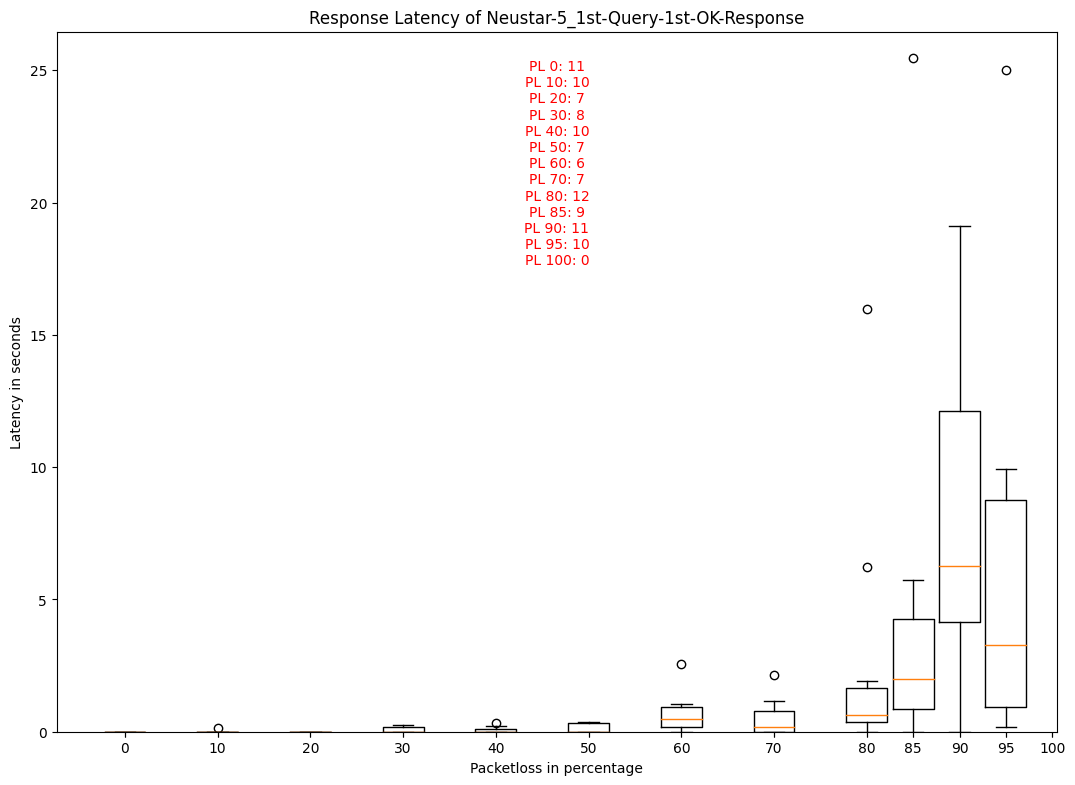 Response Latency of Neustar-5_1st-Query-1st-OK-Response
PL 0: 11
PL 10: 10
PL 20: 7
PL 30: 8
PL 40: 10
PL 50: 7
PL 60: 6
PL 70: 7
PL 80: 12
PL 85: 9
PL 90: 11
PL 95: 10
PL 100: 0
Latency in seconds
25
20
15
10
5
0
0 10 20 30 40 50 60 70 80 85 90 95 100
Packetloss in percentage